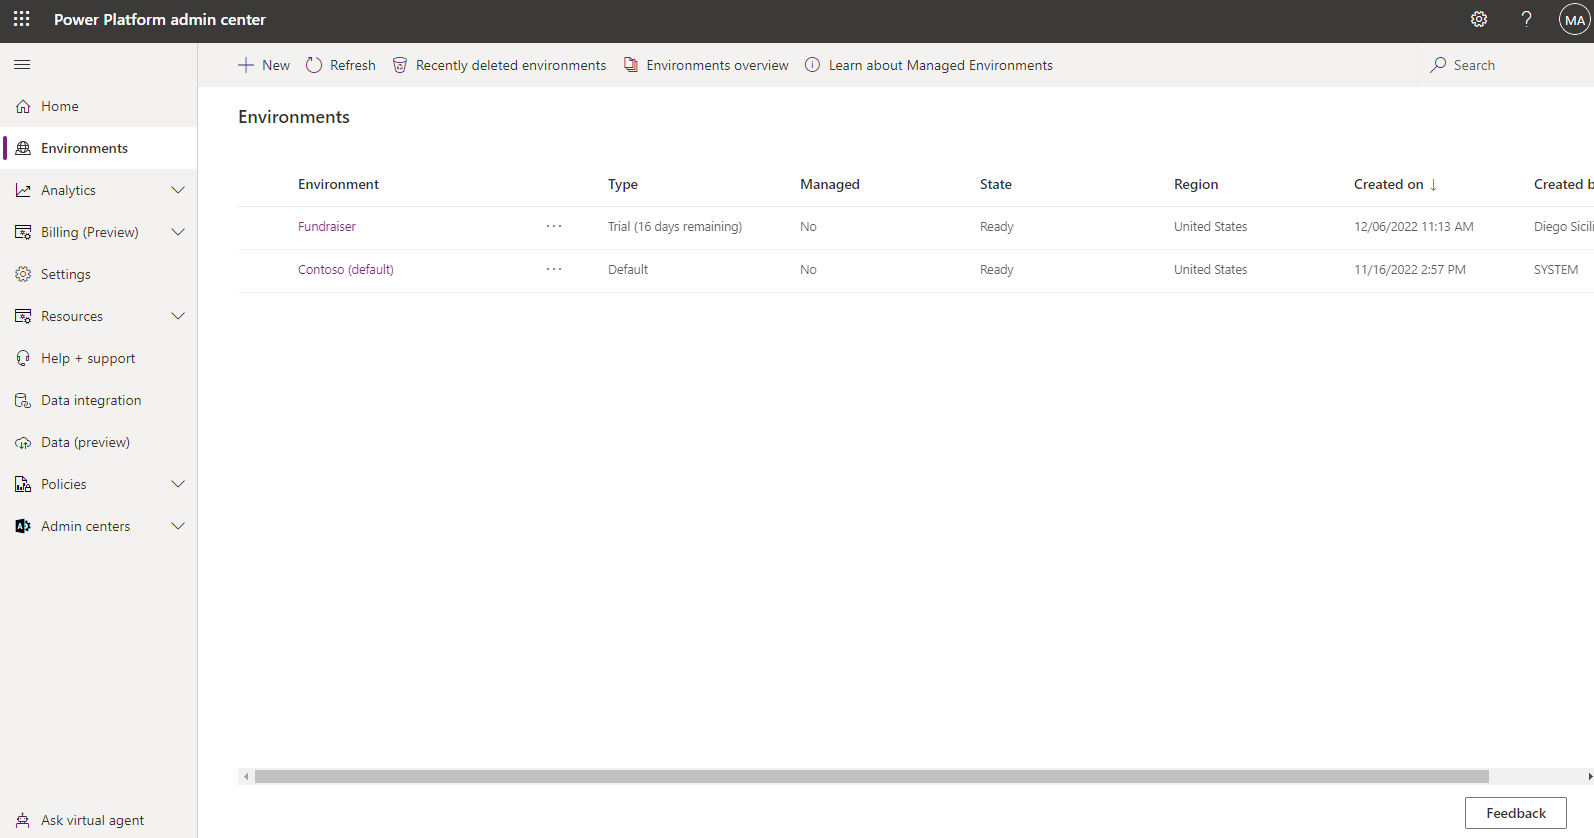 Power Platform admin center
MA
New
Refresh
Recently deleted environments
Environments overview
Learn about Managed Environments
Search
Home
Environments
Analytics
Billing (Preview)
Settings
Resources
Help + support
Data integration
Data (preview)
Policies
Admin centers
Ask virtual agent
Environments
Environment Type Managed State Region Created on ↓ Created b
Fundraiser ... Trial (16 days remaining) No Ready United States 12/06/2022 11:13 AM Diego Sicili
Contoso (default) ... Default No Ready United States 11/16/2022 2:57 PM SYSTEM
Feedback